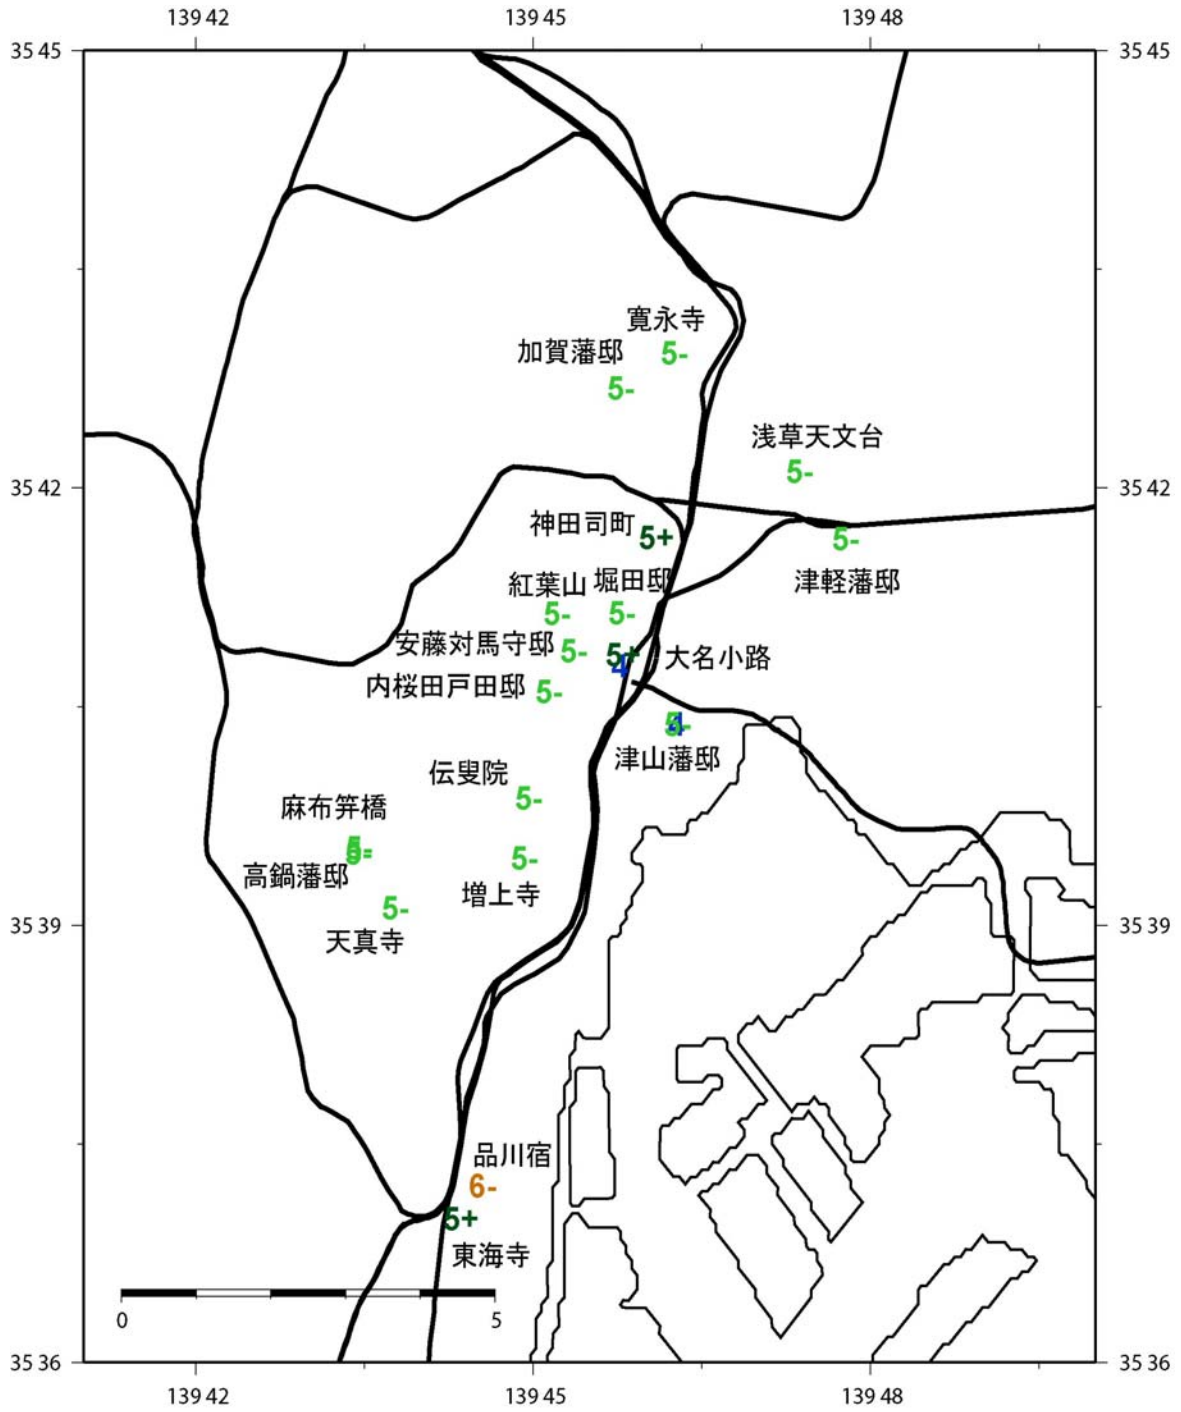 139 42
139 45
139 48
35 45
35 45
寛永寺
加賀藩邸
5-
5-
浅草天文台
5-
35 42
35 42
神田司町
5+
5-
津軽藩邸
紅葉山
堀田邸
5-
5-
安藤対馬守邸
5-
5+
4
大名小路
内桜田戸田邸
5-
5-
4
津山藩邸
伝叟院
5-
麻布笄橋
5-
5-
高鍋藩邸
5-
増上寺
5-
天真寺
35 39
35 39
品川宿
6-
5+
東海寺
0
5
35 36
35 36
139 42
139 45
139 48